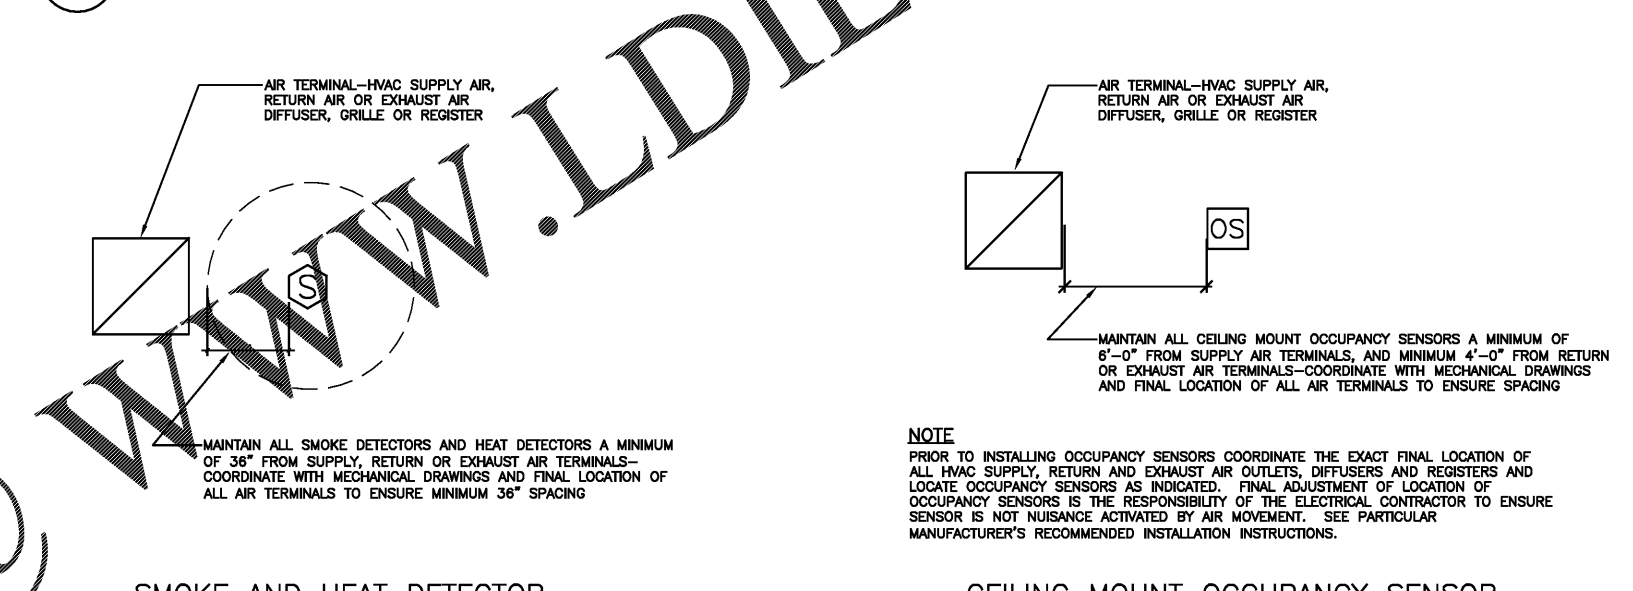 AIR TERMINAL-HVAC SUPPLY AIR,
RETURN AIR OR EXHAUST AIR
DIFFUSER, GRILLE OR REGISTER
S
MAINTAIN ALL SMOKE DETECTORS AND HEAT DETECTORS A MINIMUM
OF 36" FROM SUPPLY, RETURN OR EXHAUST AIR TERMINALS-
COORDINATE WITH MECHANICAL DRAWINGS AND FINAL LOCATION OF
ALL AIR TERMINALS TO ENSURE MINIMUM 36" SPACING
SMOKE AND HEAT DETECTOR
WWW.LDI
AIR TERMINAL-HVAC SUPPLY AIR,
RETURN AIR OR EXHAUST AIR
DIFFUSER, GRILLE OR REGISTER
OS
MAINTAIN ALL CEILING MOUNT OCCUPANCY SENSORS A MINIMUM OF
6'-0" FROM SUPPLY AIR TERMINALS, AND MINIMUM 4'-0" FROM RETURN
OR EXHAUST AIR TERMINALS-COORDINATE WITH MECHANICAL DRAWINGS
AND FINAL LOCATION OF ALL AIR TERMINALS TO ENSURE SPACING
NOTE
PRIOR TO INSTALLING OCCUPANCY SENSORS COORDINATE THE EXACT FINAL LOCATION OF
ALL HVAC SUPPLY, RETURN AND EXHAUST AIR OUTLETS, DIFFUSERS AND REGISTERS AND
LOCATE OCCUPANCY SENSORS AS INDICATED. FINAL ADJUSTMENT OF LOCATION OF
OCCUPANCY SENSORS IS THE RESPONSIBILITY OF THE ELECTRICAL CONTRACTOR TO ENSURE
SENSOR IS NOT NUISANCE ACTIVATED BY AIR MOVEMENT. SEE PARTICULAR
MANUFACTURER'S RECOMMENDED INSTALLATION INSTRUCTIONS.
CEILING MOUNT OCCUPANCY SENSOR